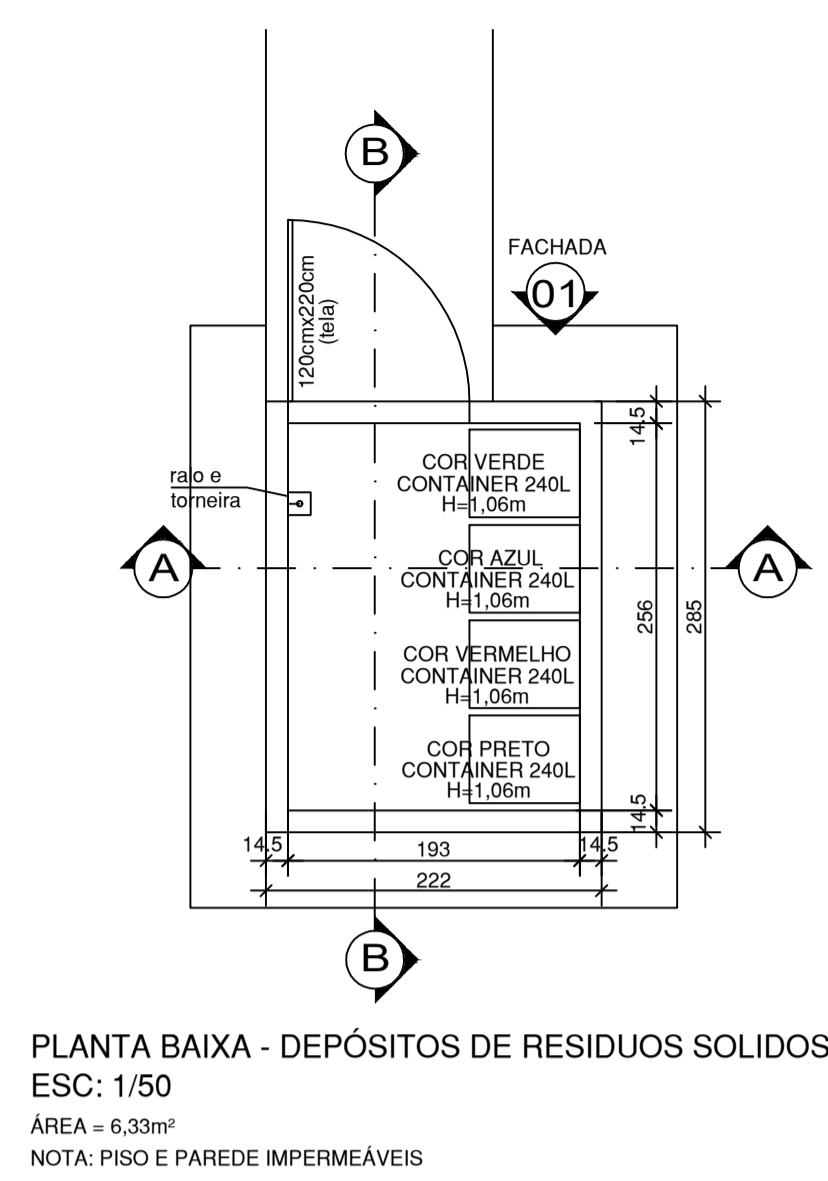 B
FACHADA
01
120cmx220cm
(tela)
14.5
ralo e
torneira
COR VERDE
CONTAINER 240L
H=1,06m
A
A
COR AZUL
CONTAINER 240L
H=1,06m
256
285
COR VERMELHO
CONTAINER 240L
H=1,06m
COR PRETO
CONTAINER 240L
H=1,06m
14.5
14.5
193
14.5
222
B
PLANTA BAIXA - DEPÓSITOS DE RESIDUOS SOLIDOS
ESC: 1/50
ÁREA = 6,33m²
NOTA: PISO E PAREDE IMPERMEÁVEIS